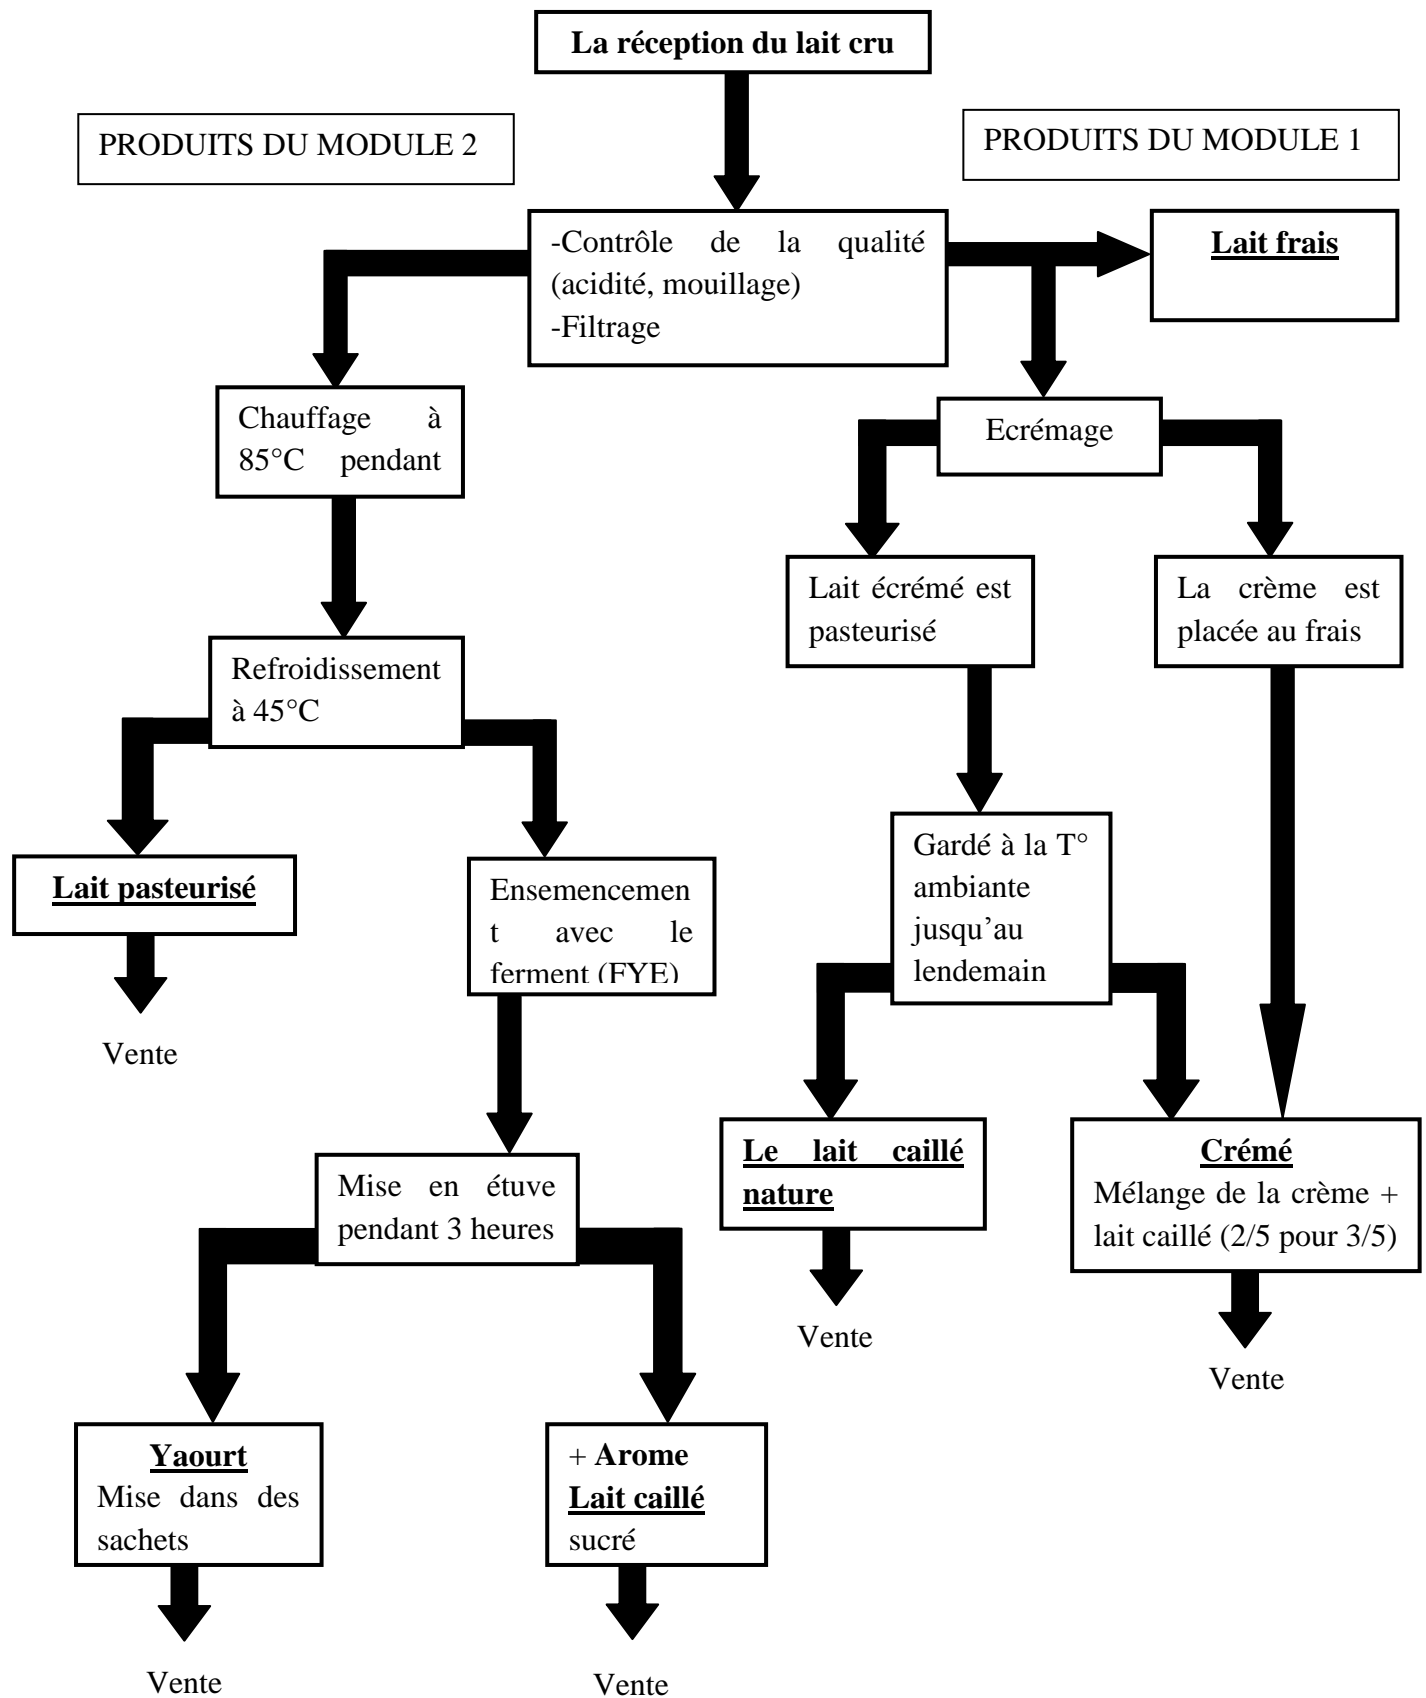 La réception du lait cru
PRODUITS DU MODULE 2
PRODUITS DU MODULE 1
-Contrôle de la qualité
(acidité, mouillage)
-Filtrage
Lait frais
Chauffage à
85°C pendant
Ecrémage
Lait écrémé est
pasteurisé
La crème est
placée au frais
Refroidissement
à 45°C
Gardé à la T°
ambiante
jusqu’au
lendemain
Lait pasteurisé
Ensemencemen
t avec le
ferment (FYE)
Vente
Le lait caillé
nature
Crémé
Mélange de la crème +
lait caillé (2/5 pour 3/5)
Mise en étuve
pendant 3 heures
Vente
Vente
Yaourt
Mise dans des
sachets
+ Arome
Lait caillé
sucré
Vente
Vente